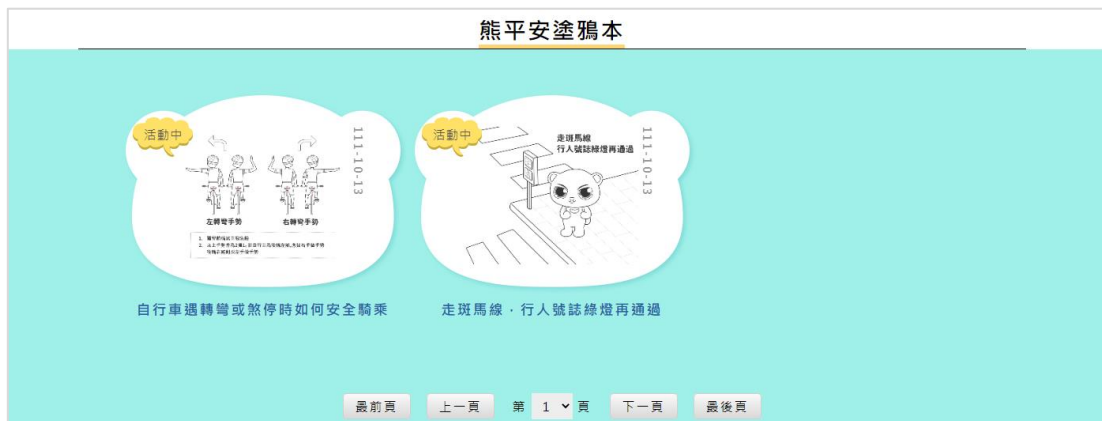 熊平安塗鴉本
活動中
111-10-13
左轉彎手勢
右轉彎手勢
自行車遇轉彎或煞停時如何安全騎乘
活動中
走斑馬線
行人號誌綠燈再通過
111-10-13
走斑馬線，行人號誌綠燈再通過
最前頁 上一頁 第 1 頁 下一頁 最後頁